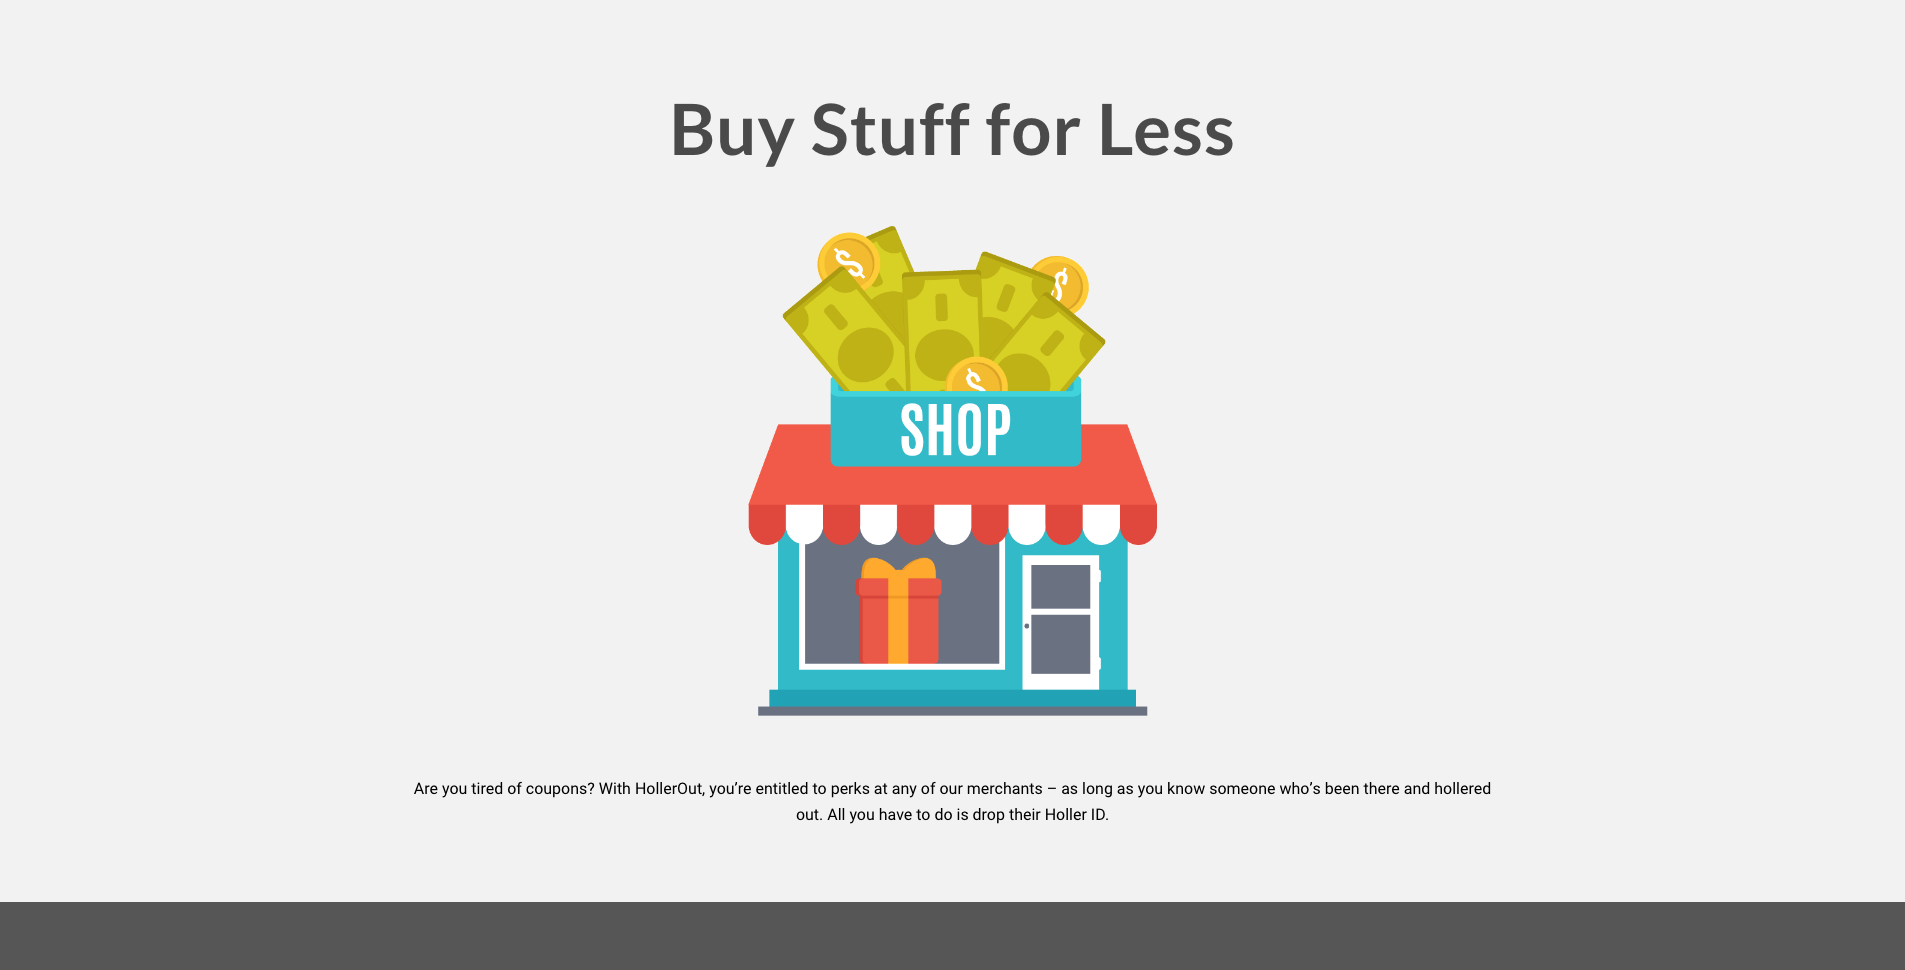 Buy Stuff for Less
$
$
SHOP
$
Are you tired of coupons? With HollerOut, you’re entitled to perks at any of our merchants – as long as you know someone who’s been there and hollered
out. All you have to do is drop their Holler ID.